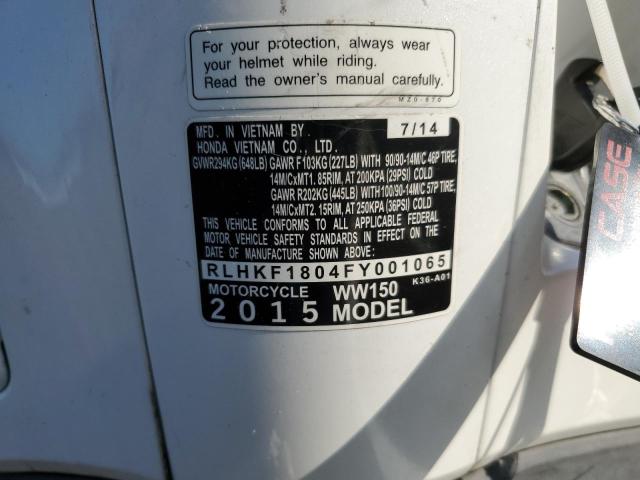 For your protection, always wear
your helmet while riding.
Read the owner's manual carefully.
MZ0-670
MFD. IN VIETNAM BY. 7/14
HONDA VIETNAM CO., LTD.
GVWR294KG(648LB) GAWR F103KG(227LB) WITH 90/90-14M/C 46P TIRE,
14M/CxMT1.85RIM, AT 200KPA (29PSI) COLD
GAWR R202KG(445LB) WITH100/90-14M/C 57P TIRE,
14M/CxMT2.15RIM, AT 250KPA (36PSI) COLD
THIS VEHICLE CONFORMS TO ALL APPLICABLE FEDERAL
MOTOR VEHICLE SAFETY STANDARDS IN EFFECT ON THE
DATE OF MANUFACTURE SHOWN ABOVE.
RLHKF1804FY001065
MOTORCYCLE WW150 K36-A01
2015 MODEL
CASE